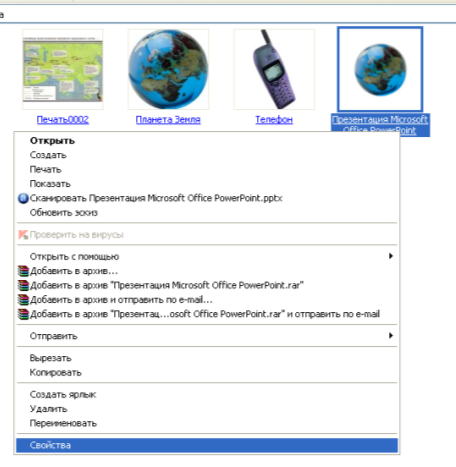 а
Печать0002
Планета Земля
Телефон
Презентация Microsoft
Office PowerPoint
Открыть
Создать
Печать
Показать
Сканировать Презентация Microsoft Office PowerPoint.pptx
Обновить эскиз
Проверить на вирусы
Открыть с помощью
Добавить в архив...
Добавить в архив "Презентация Microsoft Office PowerPoint.rar"
Добавить в архив и отправить по e-mail...
Добавить в архив "Презентац...osoft Office PowerPoint.rar" и отправить по e-mail
Отправить
Вырезать
Копировать
Создать ярлык
Удалить
Переименовать
Свойства